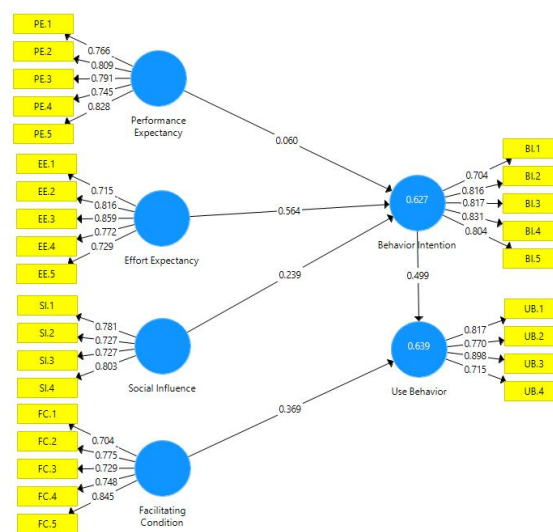 PE.1
PE.2
PE.3
PE.4
PE.5
0.766
0.809
0.791
0.745
0.828
Performance
Expectancy
0.060
EE.1
EE.2
EE.3
EE.4
EE.5
0.715
0.816
0.859
0.772
0.729
Effort Expectancy
0.564
SI.1
SI.2
SI.3
SI.4
0.781
0.727
0.727
0.803
Social Influence
0.239
FC.1
FC.2
FC.3
FC.4
FC.5
0.704
0.775
0.729
0.748
0.845
Facilitating
Condition
0.369
0.627
Behavior Intention
0.499
0.704
0.816
0.817
0.831
0.804
BI.1
BI.2
BI.3
BI.4
BI.5
0.639
Use Behavior
0.817
0.770
0.898
0.715
UB.1
UB.2
UB.3
UB.4